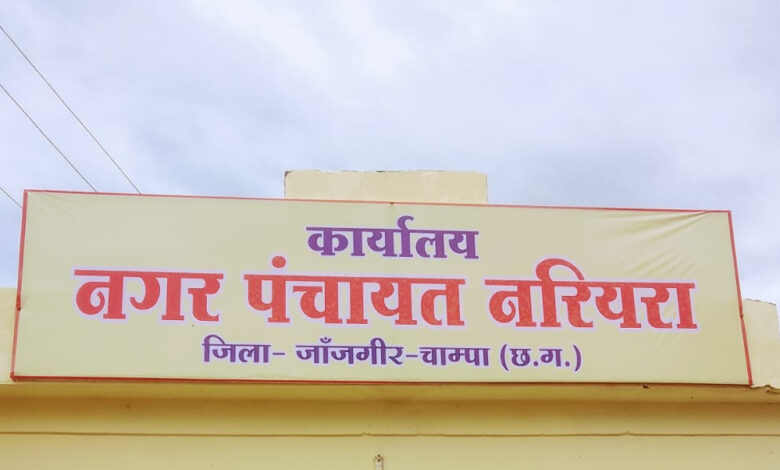 कार्यालय
नगर पंचायत नरियरा
जिला- जाँजगीर-चाम्पा (छ.ग.)